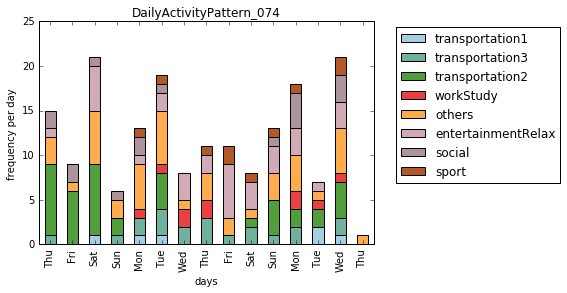 DailyActivityPattern_074
25
20
15
10
5
0
frequency per day
Thu Fri Sat Sun Mon Tue Wed Thu Fri Sat Sun Mon Tue Wed Thu
days
transportation1
transportation3
transportation2
workStudy
others
entertainmentRelax
social
sport